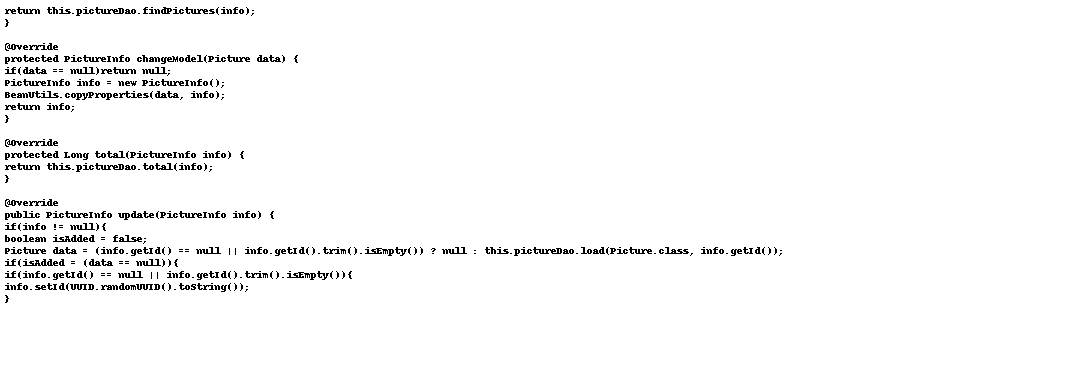 return this.pictureDao.findPictures(info);
}
@Override
protected PictureInfo changeModel(Picture data) {
if(data == null)return null;
PictureInfo info = new PictureInfo();
BeanUtils.copyProperties(data, info);
return info;
}
@Override
protected Long total(PictureInfo info) {
return this.pictureDao.total(info);
}
@Override
public PictureInfo update(PictureInfo info) {
if(info != null){
boolean isAdded = false;
Picture data = (info.getId() == null || info.getId().trim().isEmpty()) ? null : this.pictureDao.load(Picture.class, info.getId());
if(isAdded = (data == null)){
if(info.getId() == null || info.getId().trim().isEmpty()){
info.setId(UUID.randomUUID().toString());
}